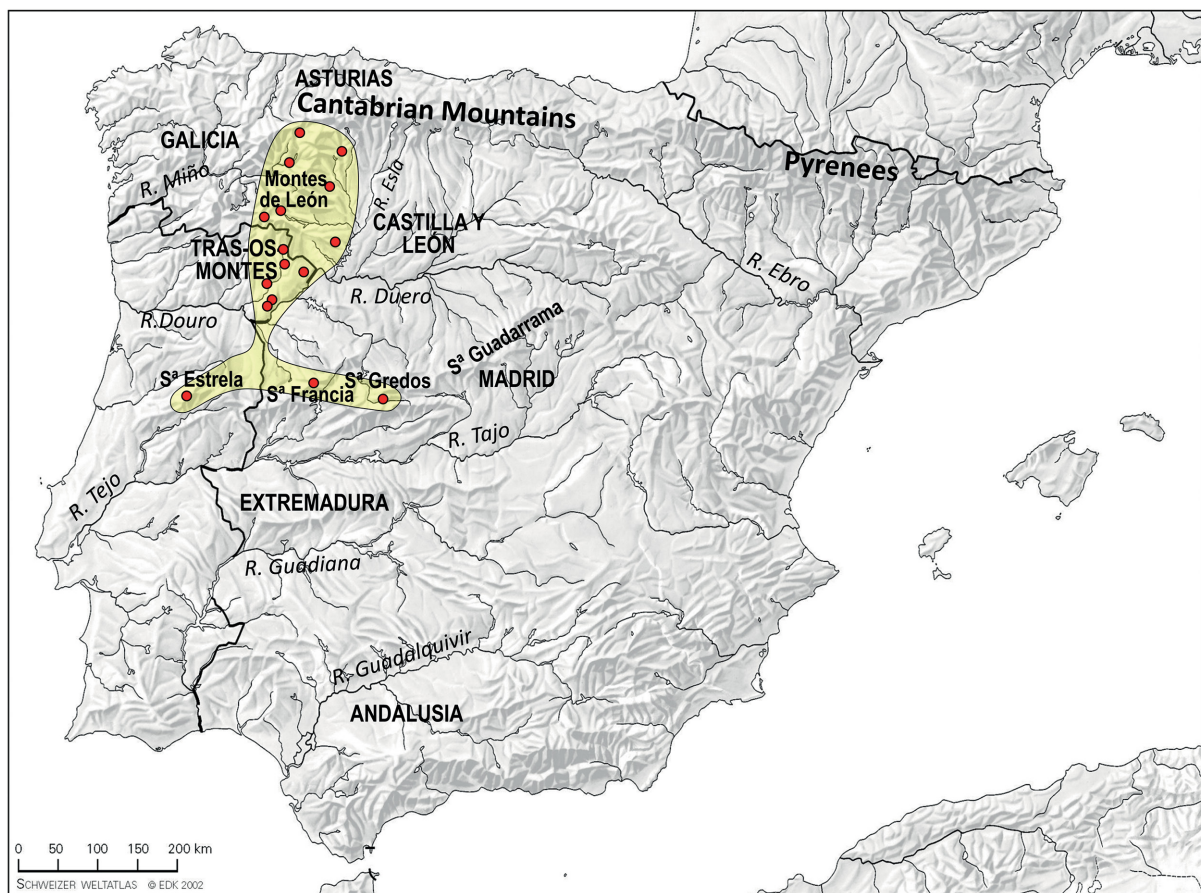 ASTURIAS
Cantabrian Mountains
GALICIA
R. Miño
Pyrenees
Montes
de León
R. Esla
CASTILLA Y
LEÓN
TRAS-OS
MONTES
R. Ebro
R. Duero
R.Douro
Sª Guadarrama
Sª Estrela
Sª Francia
Sª Gredos
MADRID
R. Tajo
R. Tejo
EXTREMADURA
R. Guadiana
R. Guadalquivir
ANDALUSIA
0 50 100 150 200 km
SCHWEIZER WELTATLAS © EDK 2002